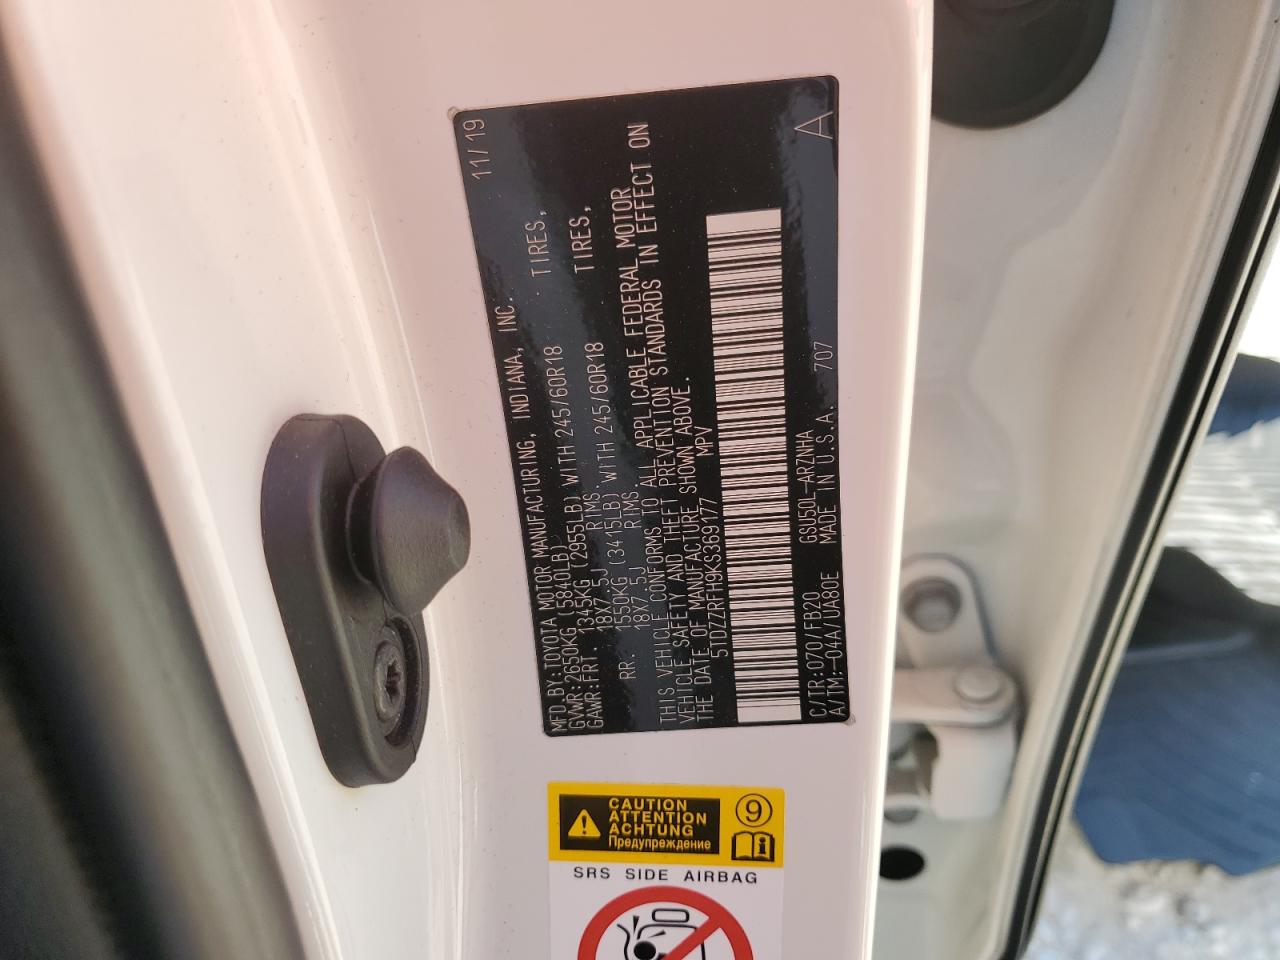 MFD.BY:TOYOTA MOTOR MANUFACTURING, INDIANA, INC. 11/19
GVWR:2650KG (5840LB)
GAWR:FRT. 1345KG (2955LB) WITH 245/60R18 TIRES,
18X7.5J RIMS.
RR. 1550KG (3415LB) WITH 245/60R18 TIRES,
18X7.5J RIMS.
THIS VEHICLE CONFORMS TO ALL APPLICABLE FEDERAL MOTOR
VEHICLE SAFETY AND THEFT PREVENTION STANDARDS IN EFFECT ON
THE DATE OF MANUFACTURE SHOWN ABOVE.
5TDZZRFH9KS369177 MPV
C/TR:070/FB20 GSU50L-ARZNHA
A/TM:-04A/UA80E MADE IN U.S.A. 707 A
CAUTION
ATTENTION
ACHTUNG
Предупреждение
9
i
SRS SIDE AIRBAG